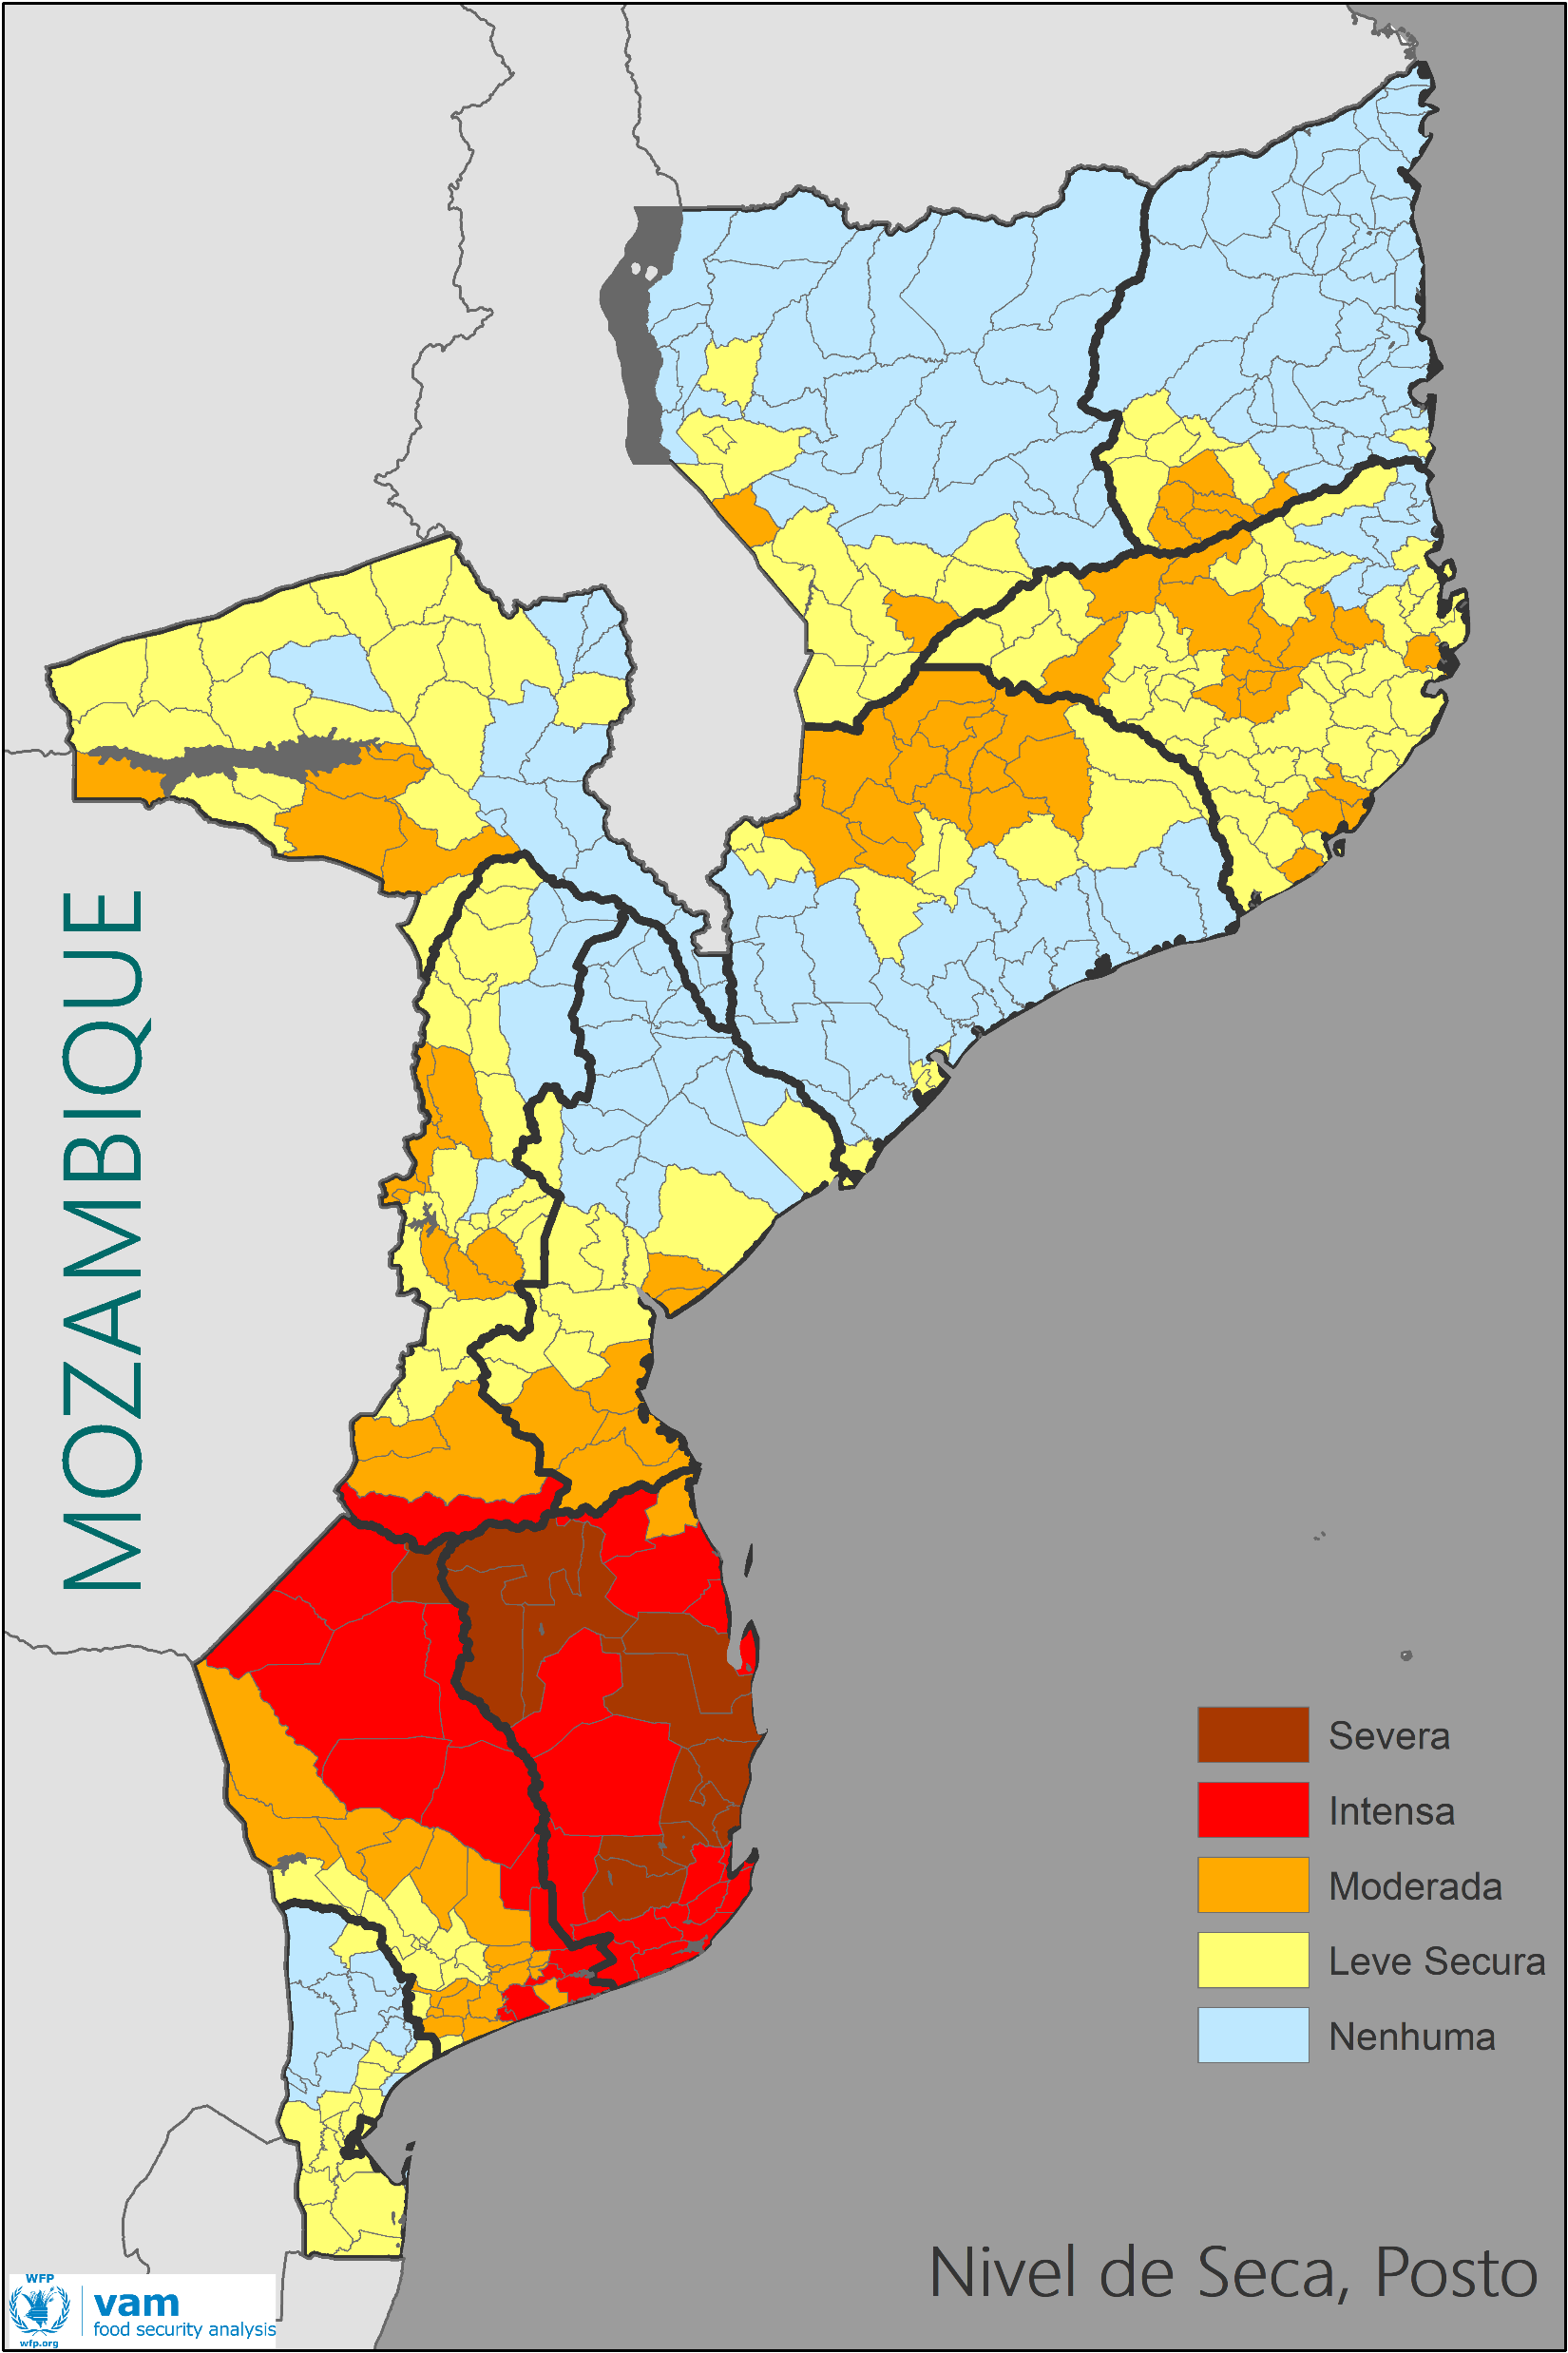 MOZAMBIQUE
Severa
Intensa
Moderada
Leve Secura
Nenhuma
Nivel de Seca, Posto
WFP
wfp.org
vam
food security analysis